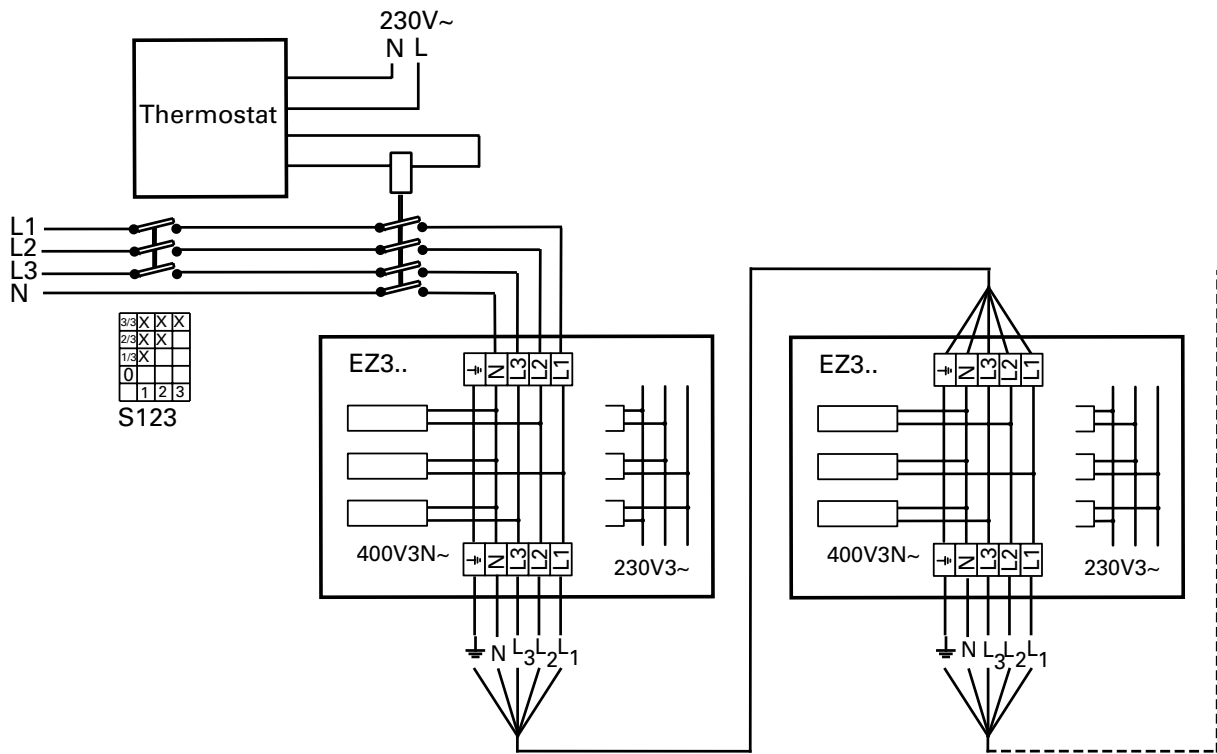 230V~
N L
Thermostat
L1
L2
L3
N
3/3 X X X
2/3 X X
1/3 X
0
1 2 3
S123
EZ3..
⏚ N L3 L2 L1
400V3N~
⏚ N L3 L2 L1
230V3~
⏚ N L3 L2 L1
EZ3..
⏚ N L3 L2 L1
400V3N~
⏚ N L3 L2 L1
230V3~
⏚ N L3 L2 L1